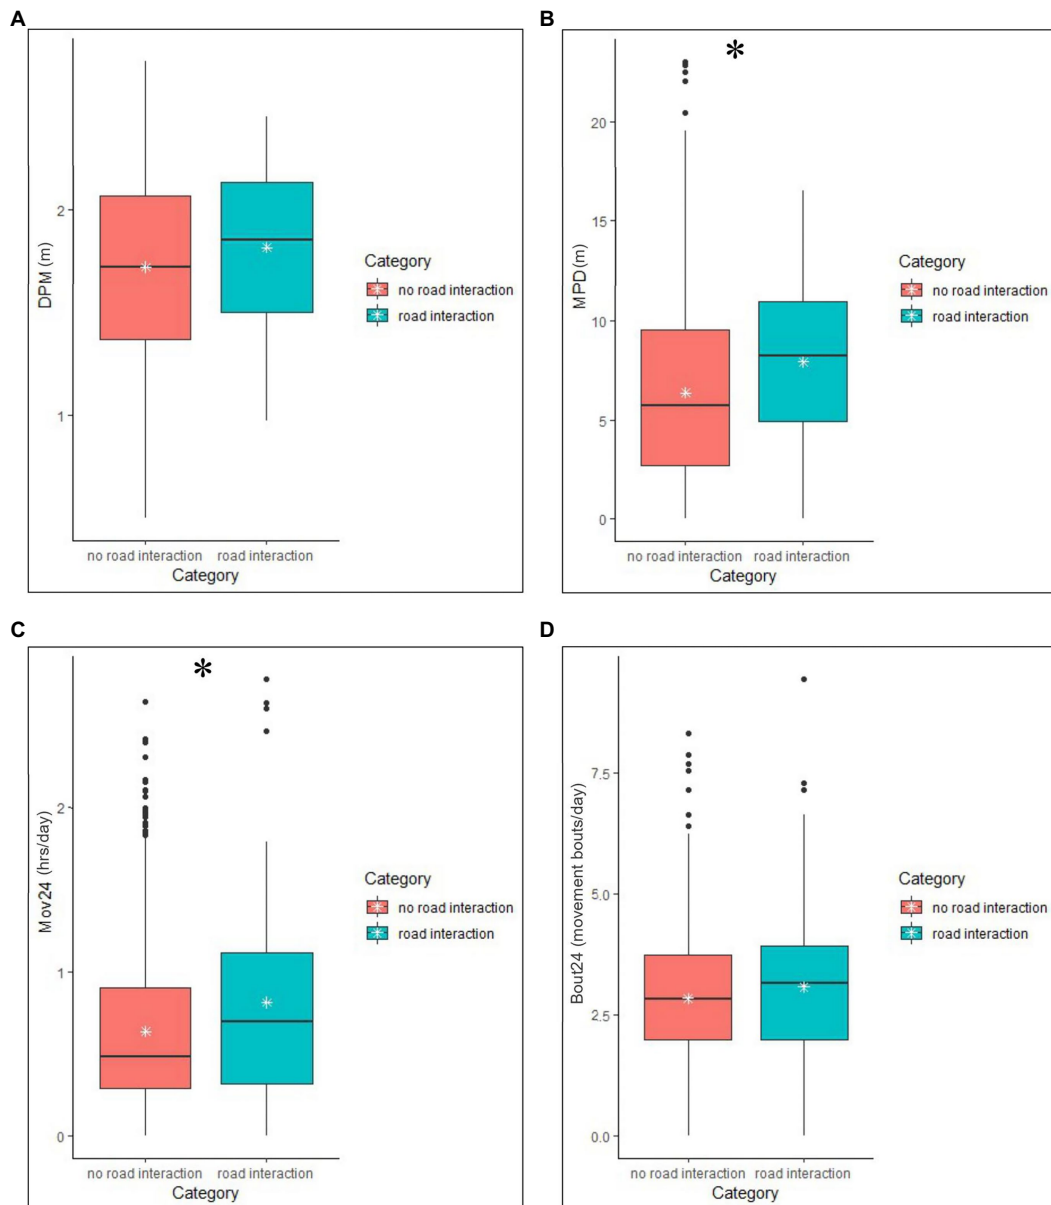 A
DPM (m)
2
1
no road interaction road interaction
Category
Category
no road interaction
road interaction
B
*
MPD(m)
20
15
10
5
0
no road interaction road interaction
Category
Category
no road interaction
road interaction
C
*
Mov24 (hrs/day)
2
1
0
no road interaction road interaction
Category
Category
no road interaction
road interaction
D
Bout24 (movement bouts/day)
7.5
5.0
2.5
0.0
no road interaction road interaction
Category
Category
no road interaction
road interaction